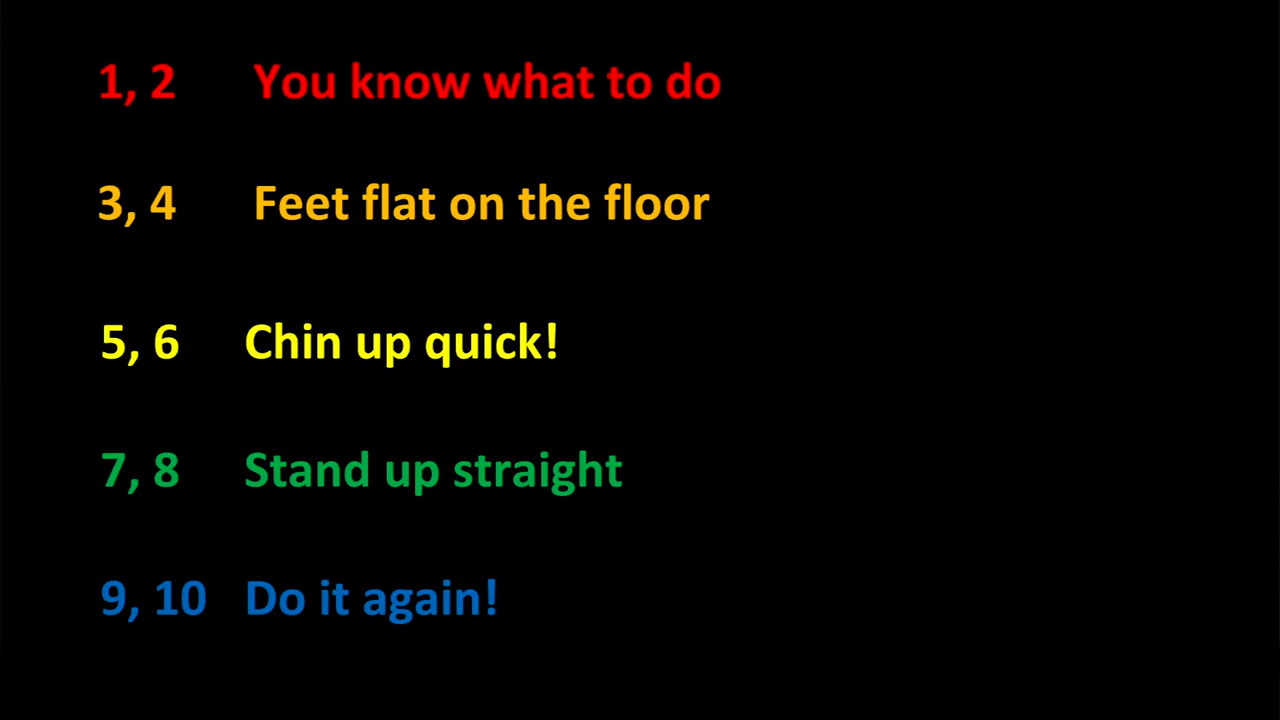 1, 2 You know what to do
3, 4 Feet flat on the floor
5, 6 Chin up quick!
7, 8 Stand up straight
9, 10 Do it again!